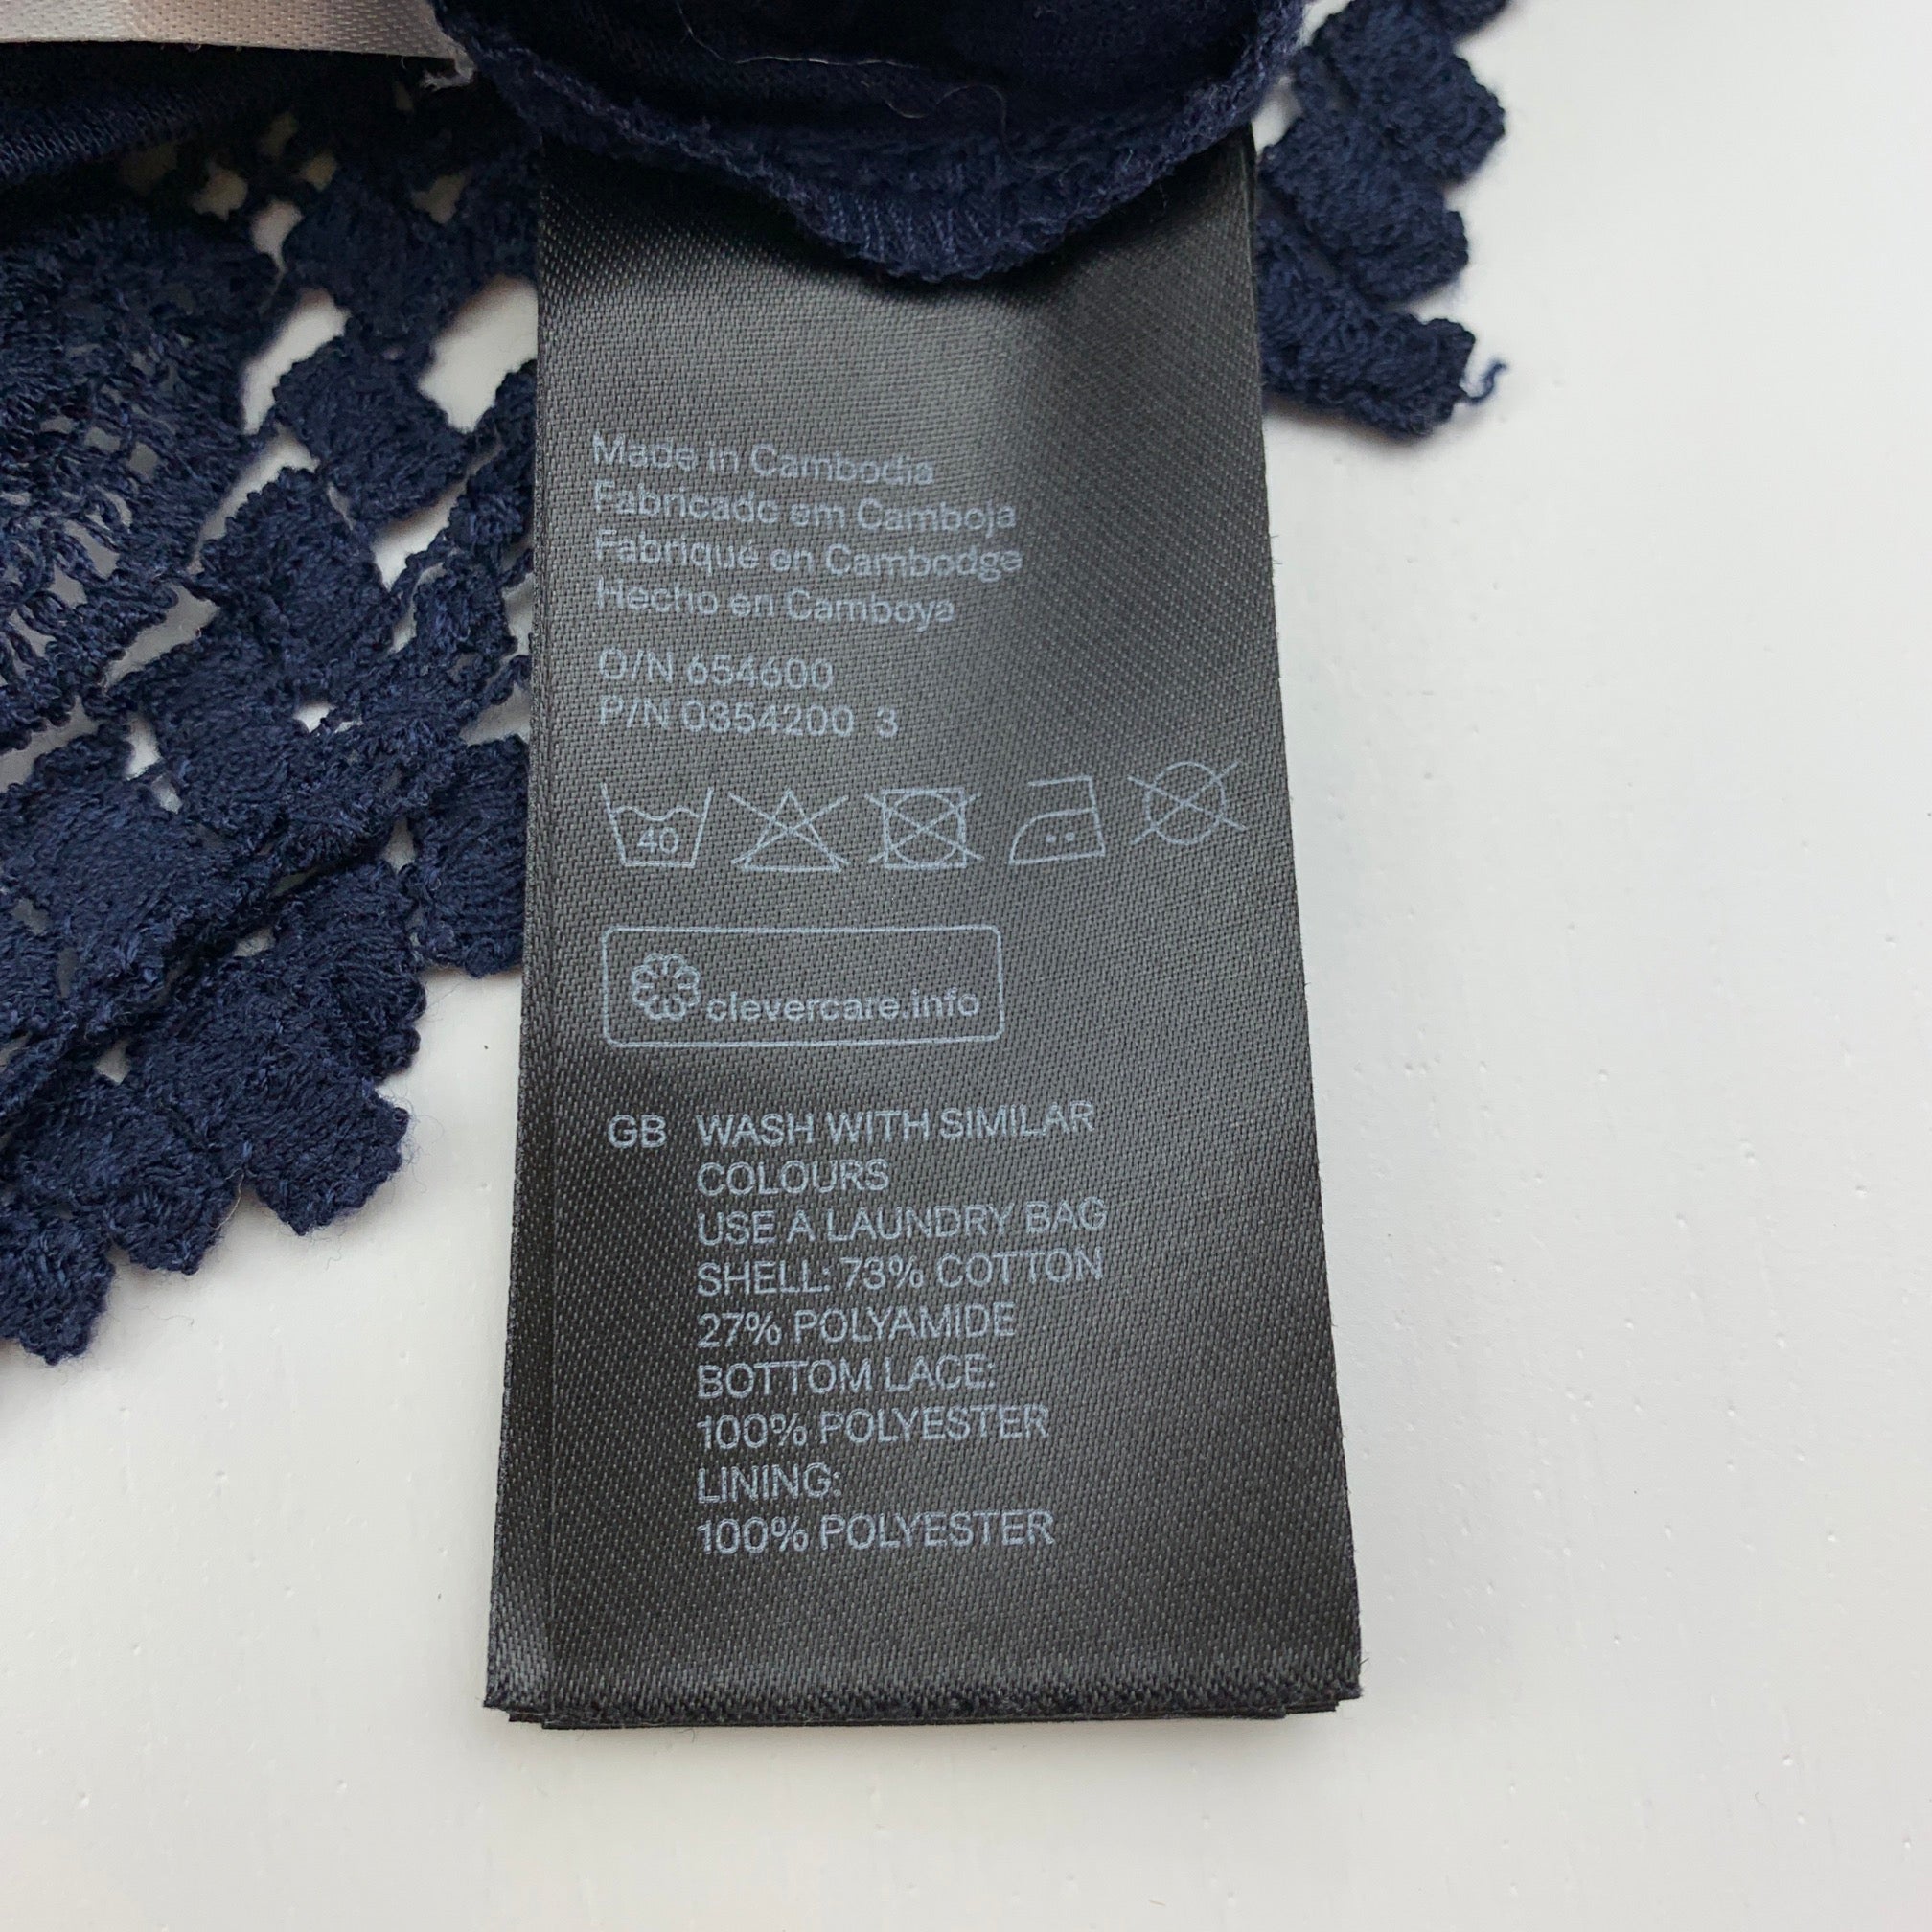 Made in Cambodia
Fabricado em Camboja
Fabriqué en Cambodge
Hecho en Camboya
O/N 654600
P/N 0354200 3
40
clevercare.info
GB WASH WITH SIMILAR
COLOURS
USE A LAUNDRY BAG
SHELL: 73% COTTON
27% POLYAMIDE
BOTTOM LACE:
100% POLYESTER
LINING:
100% POLYESTER